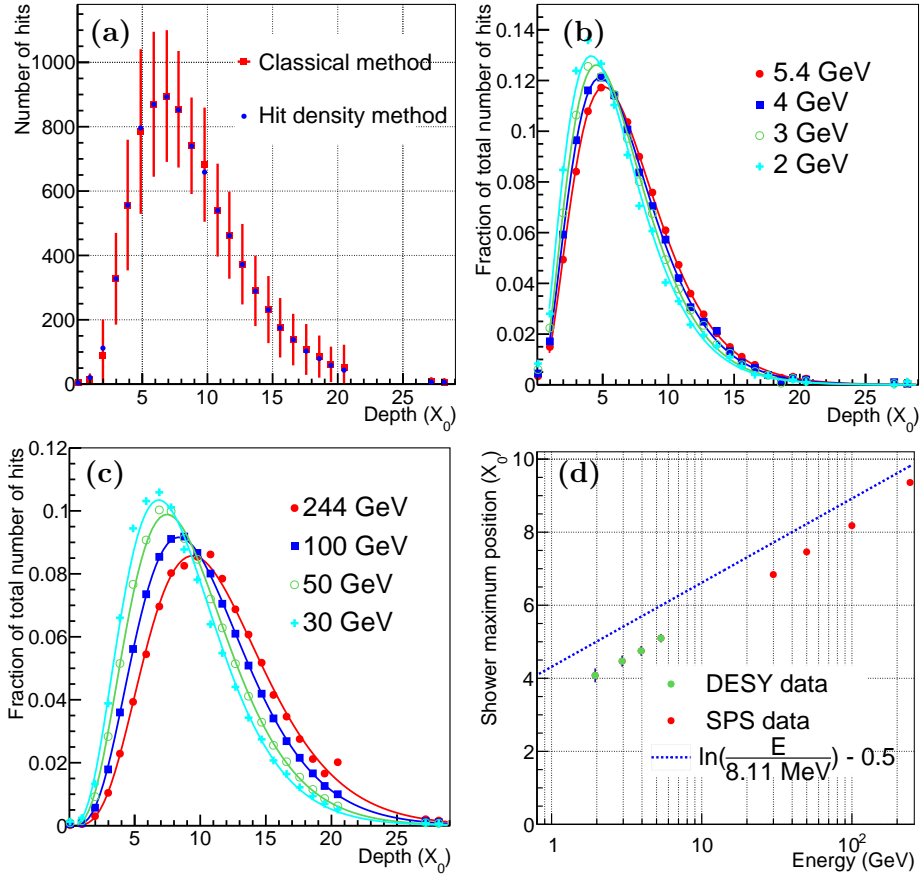 (a)
Number of hits
1000
800
600
400
200
0
Classical method
Hit density method
5 10 15 20 25
Depth (X0)
(b)
Fraction of total number of hits
0.14
0.12
0.1
0.08
0.06
0.04
0.02
0
5.4 GeV
4 GeV
3 GeV
2 GeV
0 5 10 15 20 25
Depth (X0)
(c)
Fraction of total number of hits
0.12
0.1
0.08
0.06
0.04
0.02
0
244 GeV
100 GeV
50 GeV
30 GeV
5 10 15 20 25
Depth (X0)
(d)
Shower maximum position (X0)
10
8
6
4
2
0
DESY data
SPS data
ln(E/8.11 MeV) - 0.5
1 10 10²
Energy (GeV)